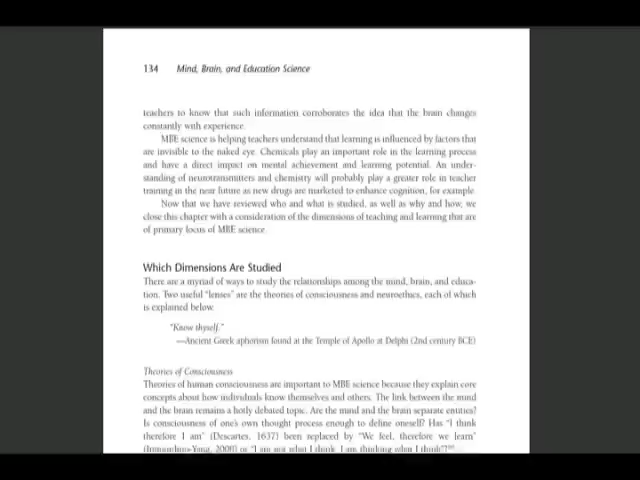 134 Mind, Brain, and Education Science
teachers to know that such information corroborates the idea that the brain changes
constantly with experience.
MBE science is helping teachers understand that learning is influenced by factors that
are invisible to the naked eye. Chemicals play an important role in the learning process
and have a direct impact on mental achievement and learning potential. An under-
standing of neurotransmitters and chemistry will probably play a greater role in teacher
training in the near future as new drugs are marketed to enhance cognition, for example.
Now that we have reviewed who and what is studied, as well as why and how, we
close this chapter with a consideration of the dimensions of teaching and learning that are
of primary focus of MBE science.
Which Dimensions Are Studied
There are a myriad of ways to study the relationships among the mind, brain, and educa-
tion. Two useful “lenses” are the theories of consciousness and neuroethics, each of which
is explained below.
“Know thyself.”
—Ancient Greek aphorism found at the Temple of Apollo at Delphi (2nd century BCE)
Theories of Consciousness
Theories of human consciousness are important to MBE science because they explain core
concepts about how individuals know themselves and others. The link between the mind
and the brain remains a hotly debated topic. Are the mind and the brain separate entities?
Is consciousness of one's own thought process enough to define oneself? Has “I think
therefore I am” (Descartes, 1637) been replaced by “We feel, therefore we learn”
(Immordino-Yang, 2008) or “I am not what I think. I am thinking what I think”?